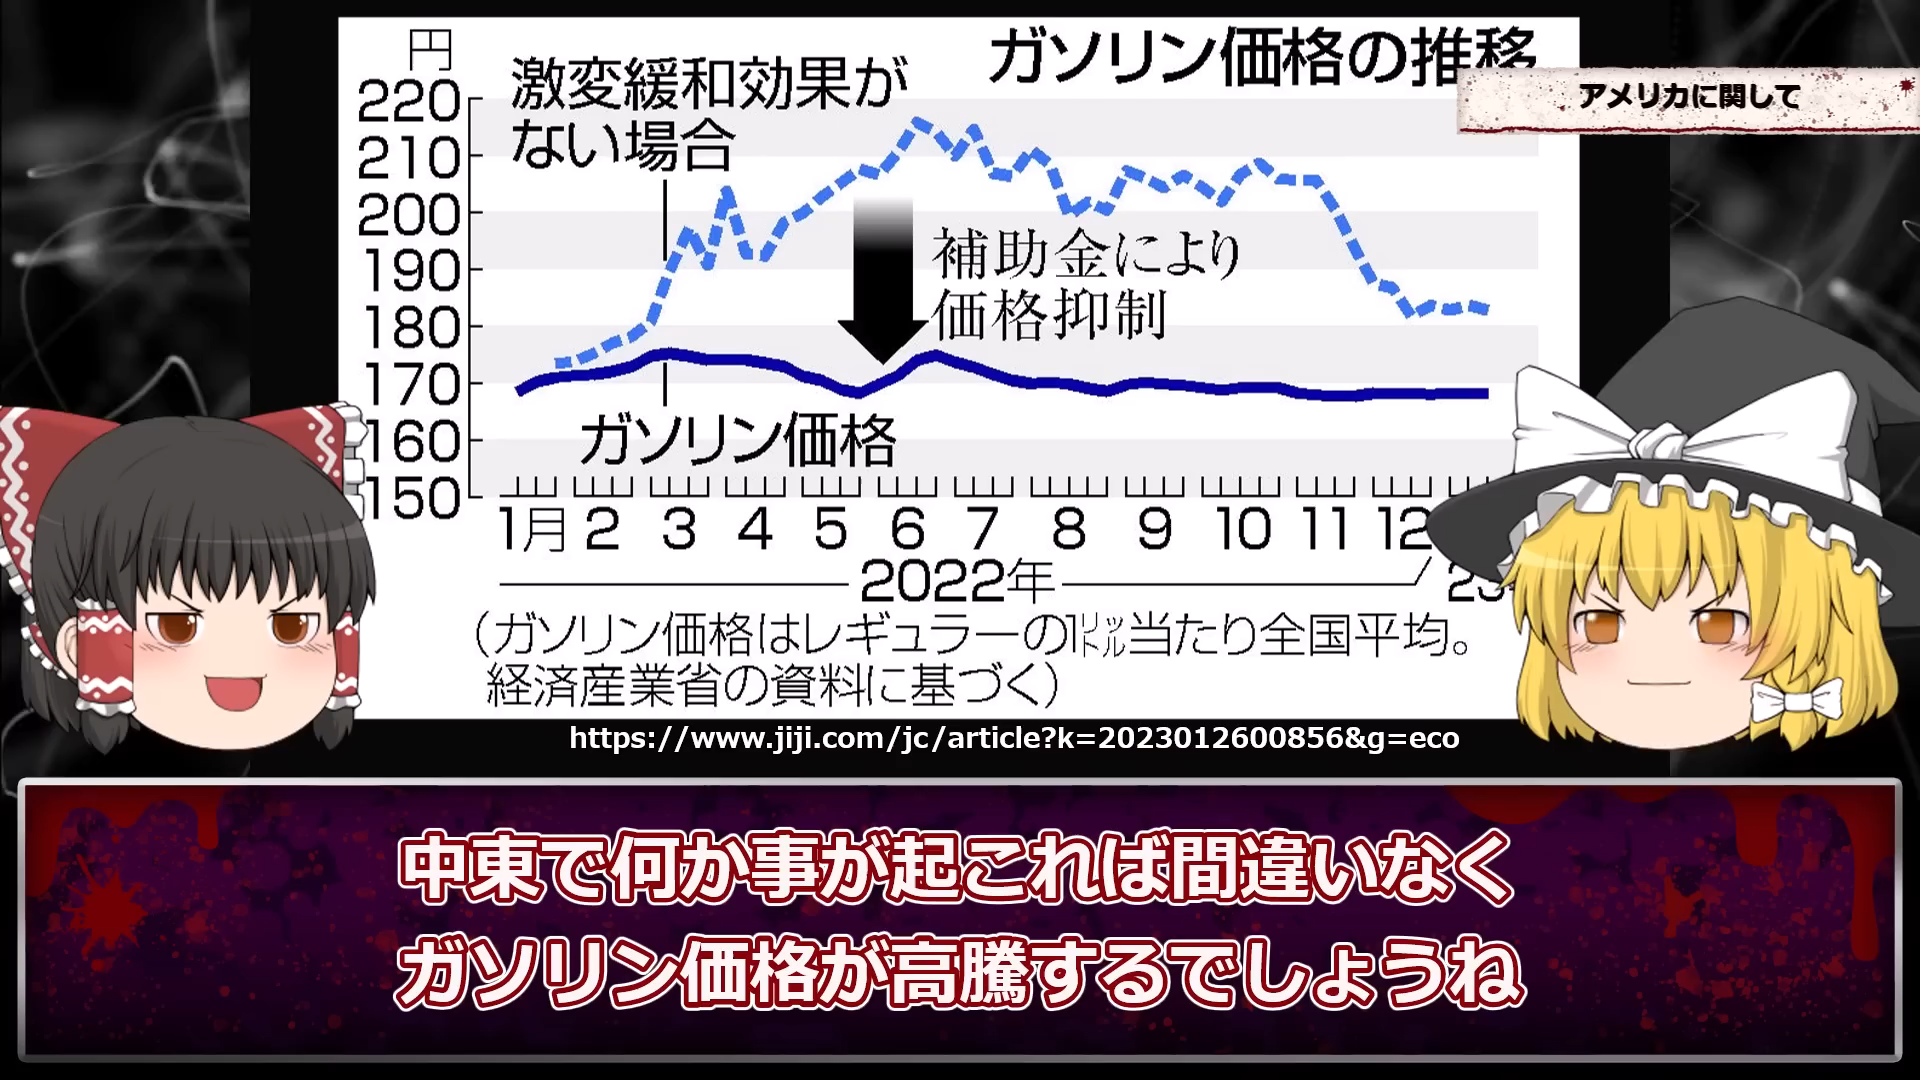 ガソリン価格の推移
アメリカに関して
円
激変緩和効果が
ない場合
220
210
200
190
180
170
160
150
補助金により
価格抑制
ガソリン価格
1月 2 3 4 5 6 7 8 9 10 11 12
2022年
(ガソリン価格はレギュラーの1リットル当たり全国平均。
経済産業省の資料に基づく)
https://www.jiji.com/jc/article?k=2023012600856&g=eco
中東で何か事が起これば間違いなく
ガソリン価格が高騰するでしょうね